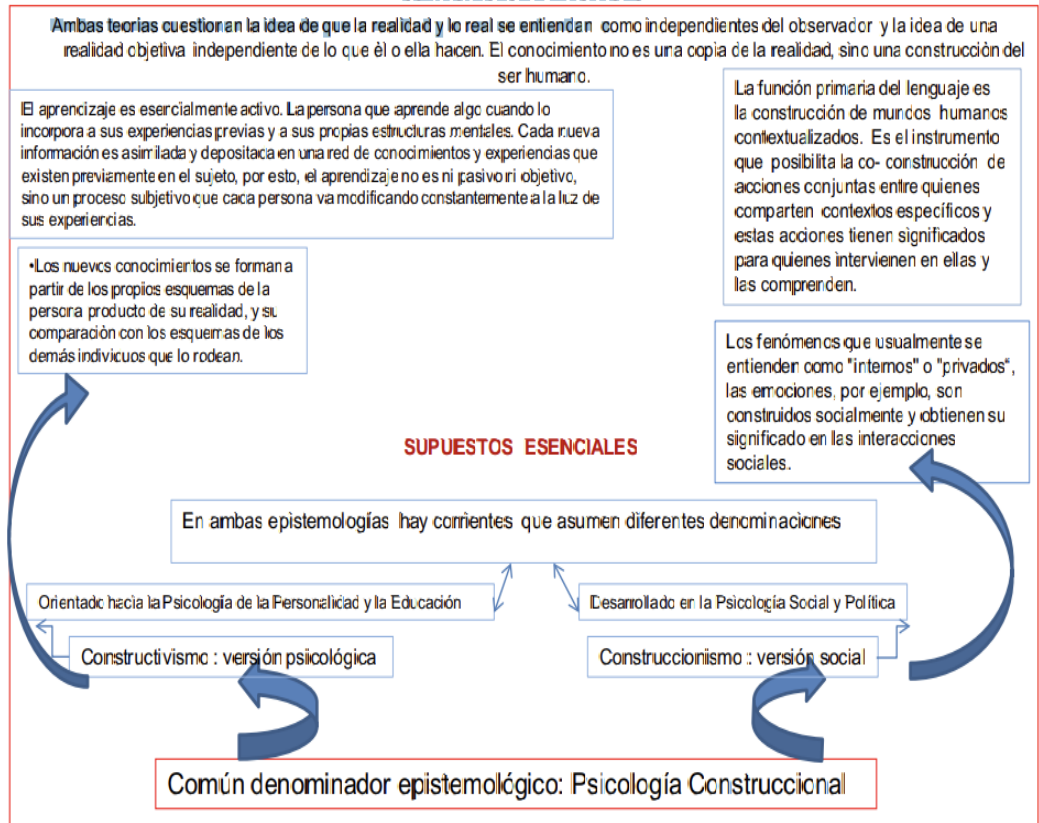 Ambas teorías cuestionan la idea de que la realidad y lo real se entiendan como independientes del observador y la idea de una
realidad objetiva independiente de lo que él o ella hacen. El conocimiento no es una copia de la realidad, sino una construcción del
ser humano.
El aprendizaje es esencialmente activo. La persona que aprende algo cuando lo
incorpora a sus experiencias previas y a sus propias estructuras mentales. Cada nueva
información es asimilada y depositada en una red de conocimientos y experiencias que
existen previamente en el sujeto, por esto, el aprendizaje no es ni pasivo ni objetivo,
sino un proceso subjetivo que cada persona va modificando constantemente a la luz de
sus experiencias.
La función primaria del lenguaje es
la construcción de mundos humanos
contextualizados. Es el instrumento
que posibilita la co- construcción de
acciones conjuntas entre quienes
comparten contextos específicos y
estas acciones tienen significados
para quienes intervienen en ellas y
las comprenden.
•Los nuevos conocimientos se forman a
partir de los propios esquemas de la
persona producto de su realidad, y su
comparación con los esquemas de los
demás individuos que lo rodean.
Los fenómenos que usualmente se
entienden como "internos" o "privados",
las emociones, por ejemplo, son
construidos socialmente y obtienen su
significado en las interacciones
sociales.
SUPUESTOS ESENCIALES
En ambas epistemologías hay corrientes que asumen diferentes denominaciones
Orientado hacia la Psicología de la Personalidad y la Educación
Desarrollado en la Psicología Social y Política
Constructivismo : versión psicológica
Construccionismo : versión social
Común denominador epistemológico: Psicología Construccional